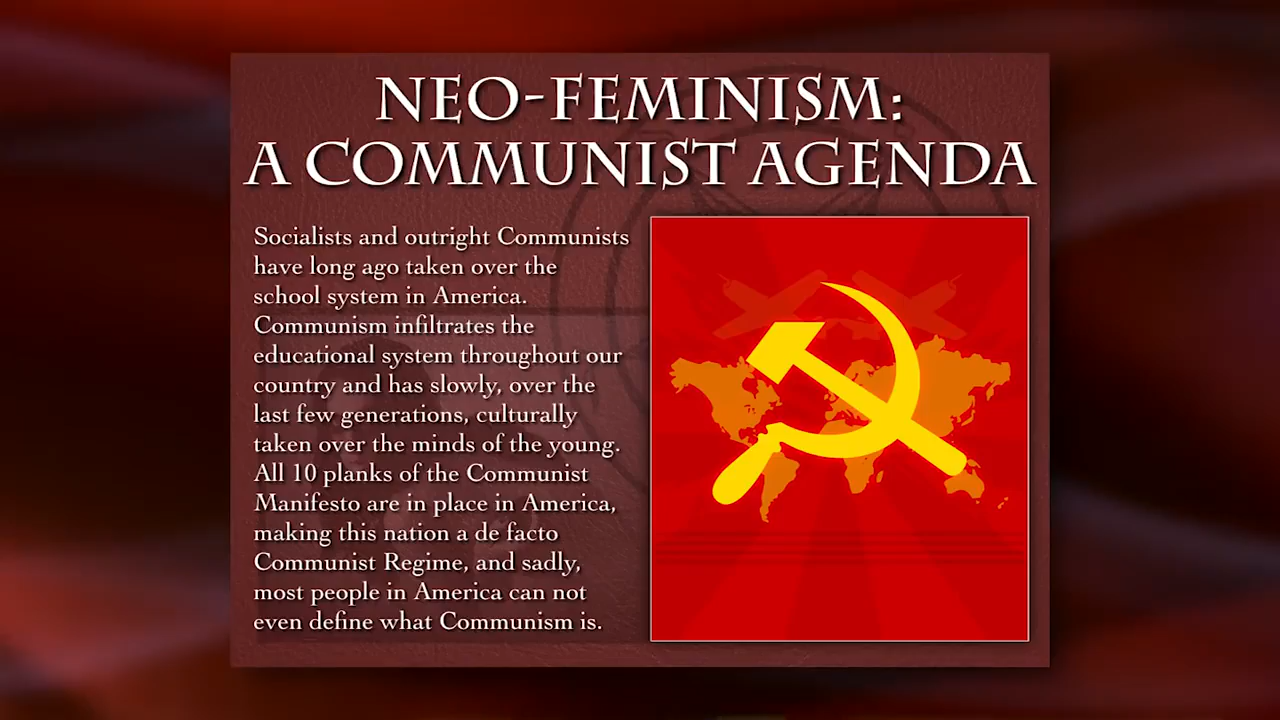 NEO-FEMINISM:
A COMMUNIST AGENDA
Socialists and outright Communists
have long ago taken over the
school system in America.
Communism infiltrates the
educational system throughout our
country and has slowly, over the
last few generations, culturally
taken over the minds of the young.
All 10 planks of the Communist
Manifesto are in place in America,
making this nation a de facto
Communist Regime, and sadly,
most people in America can not
even define what Communism is.